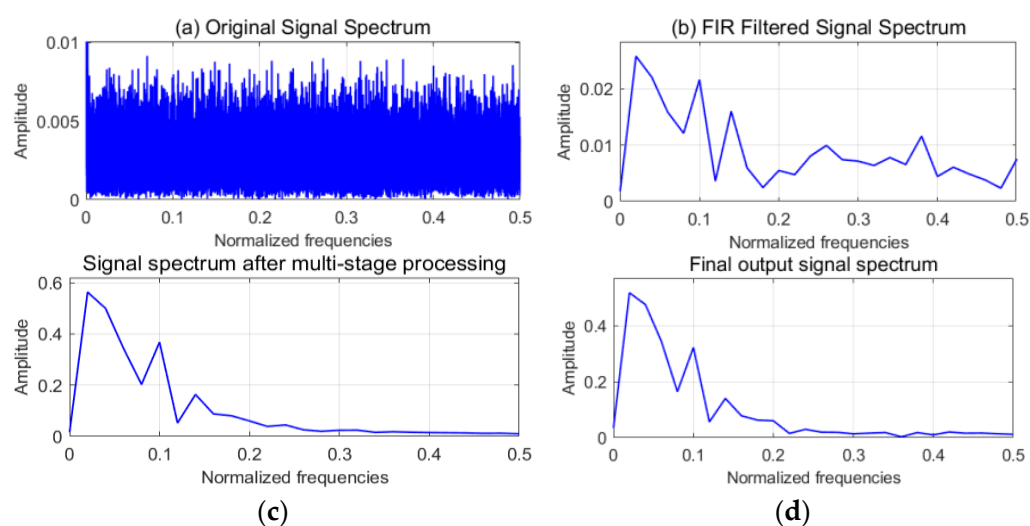 (a) Original Signal Spectrum
0.01
0.005
0
Amplitude
0 0.1 0.2 0.3 0.4 0.5
Normalized frequencies
(b) FIR Filtered Signal Spectrum
0.02
0.01
0
Amplitude
0 0.1 0.2 0.3 0.4 0.5
Normalized frequencies
Signal spectrum after multi-stage processing
0.6
0.4
0.2
0
Amplitude
0 0.1 0.2 0.3 0.4 0.5
Normalized frequencies
(c)
Final output signal spectrum
0.4
0.2
0
Amplitude
0 0.1 0.2 0.3 0.4 0.5
Normalized frequencies
(d)